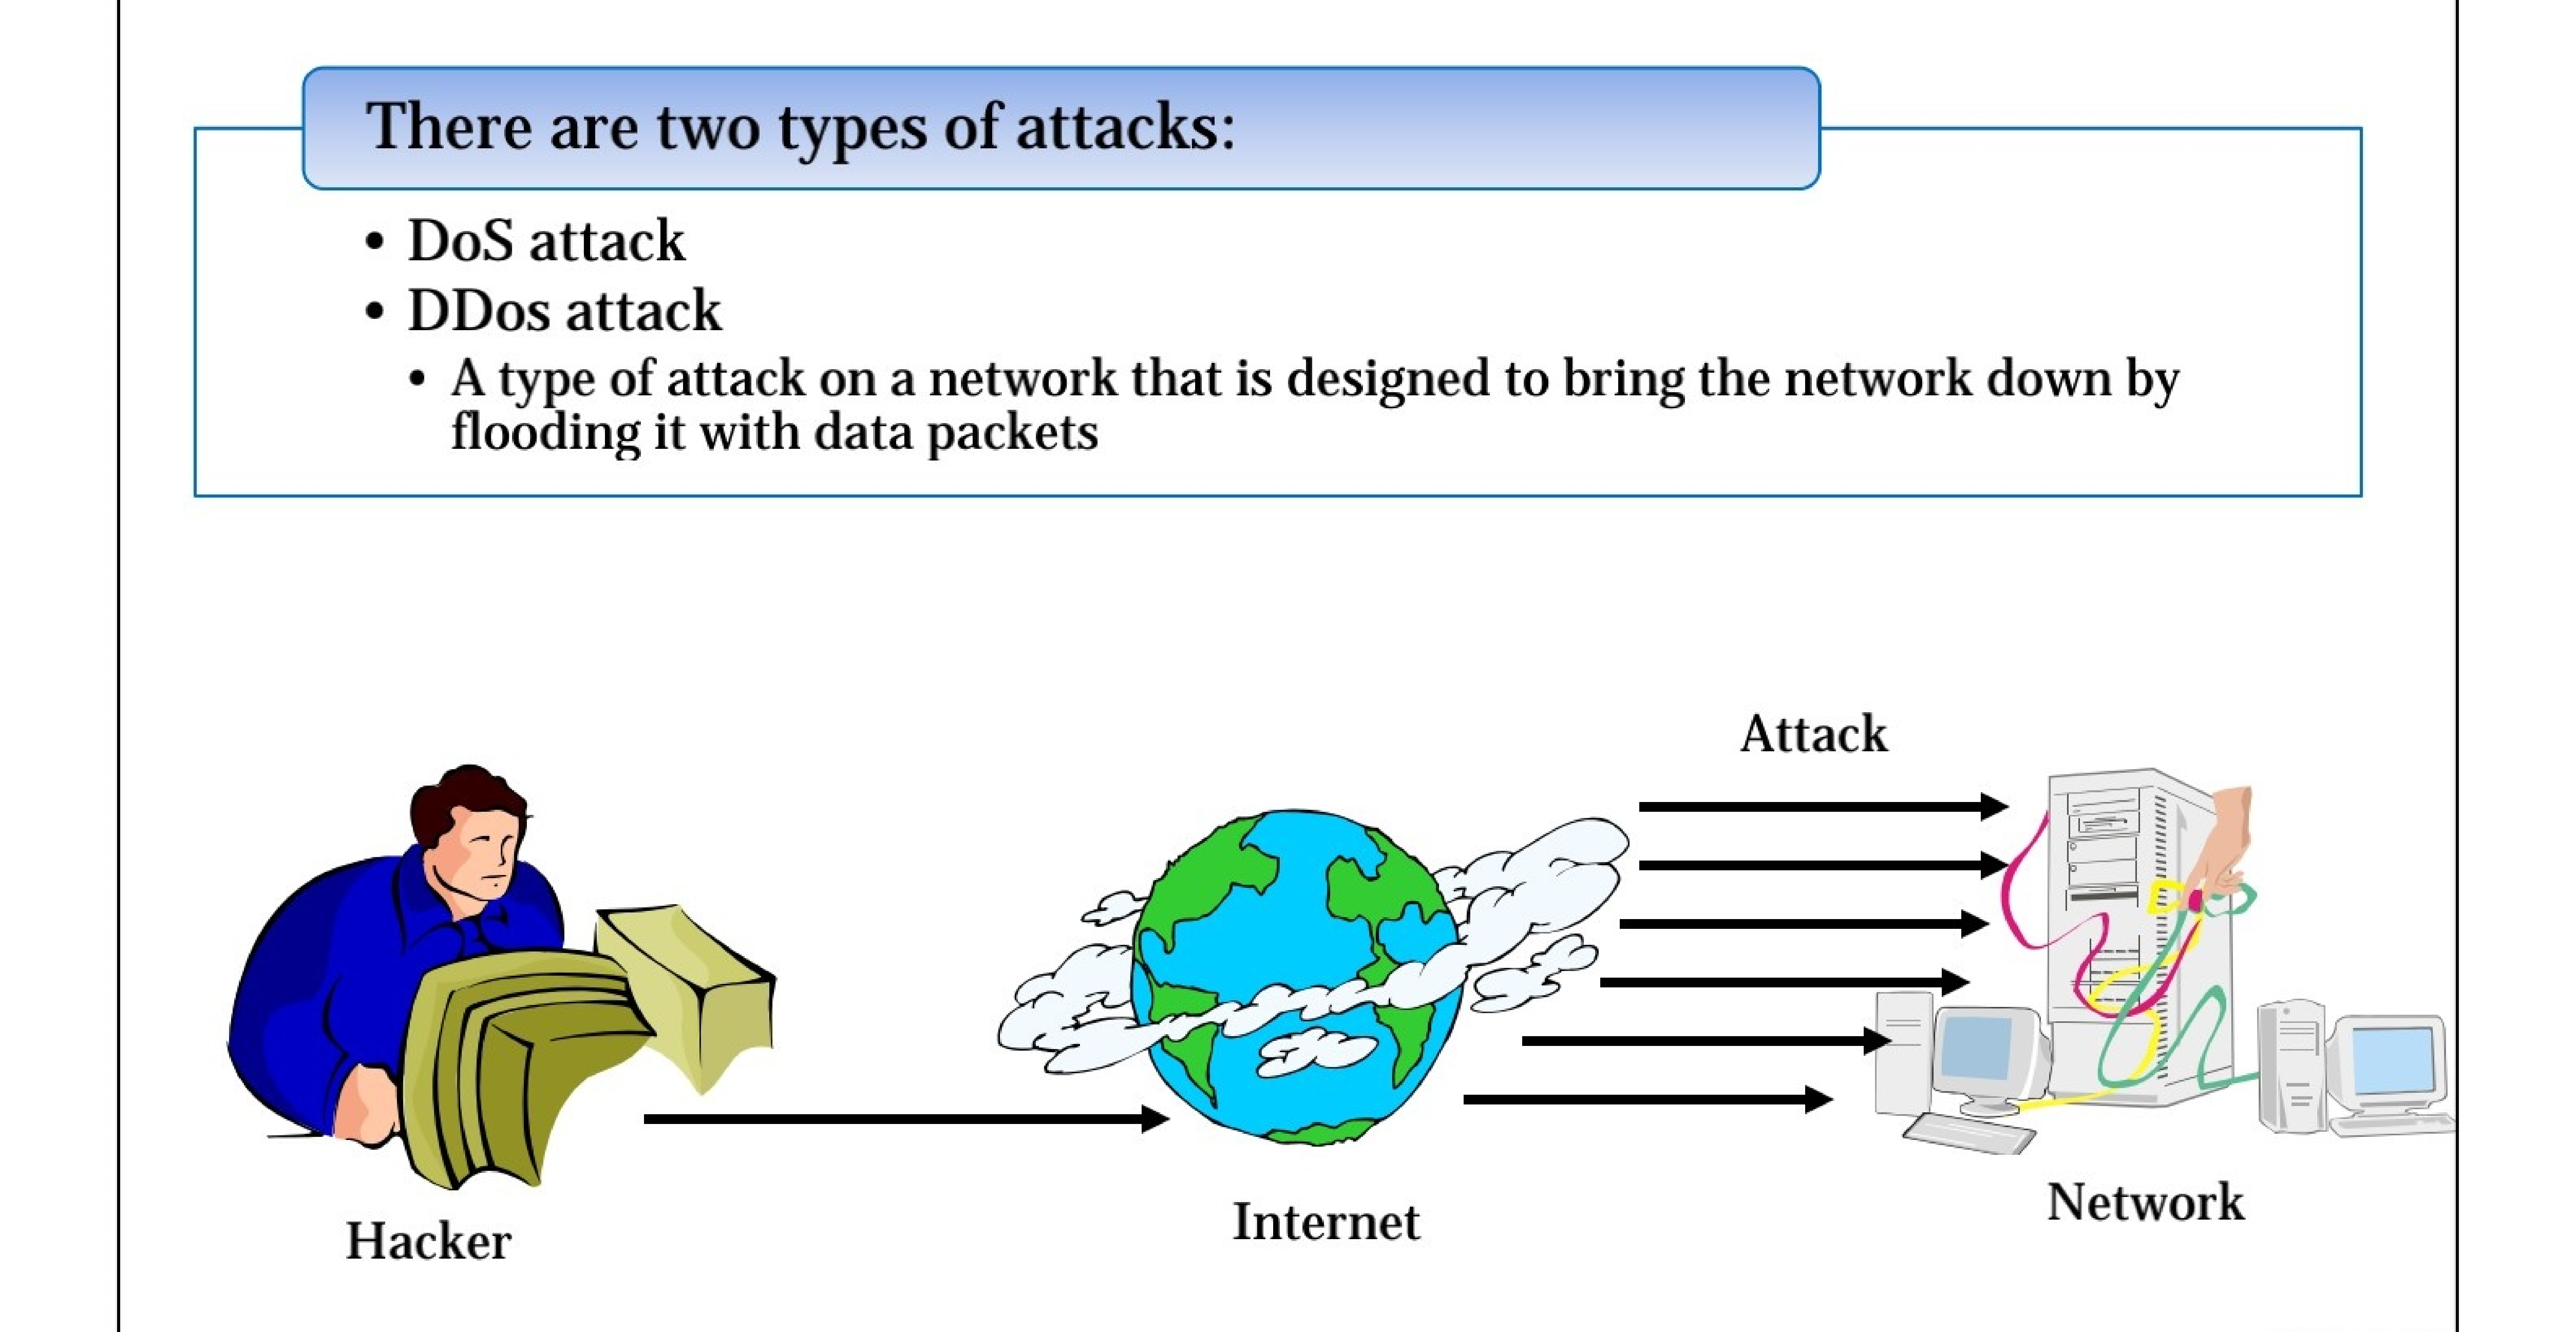 There are two types of attacks:
• DoS attack
• DDos attack
• A type of attack on a network that is designed to bring the network down by
flooding it with data packets
Attack
Hacker
Internet
Network